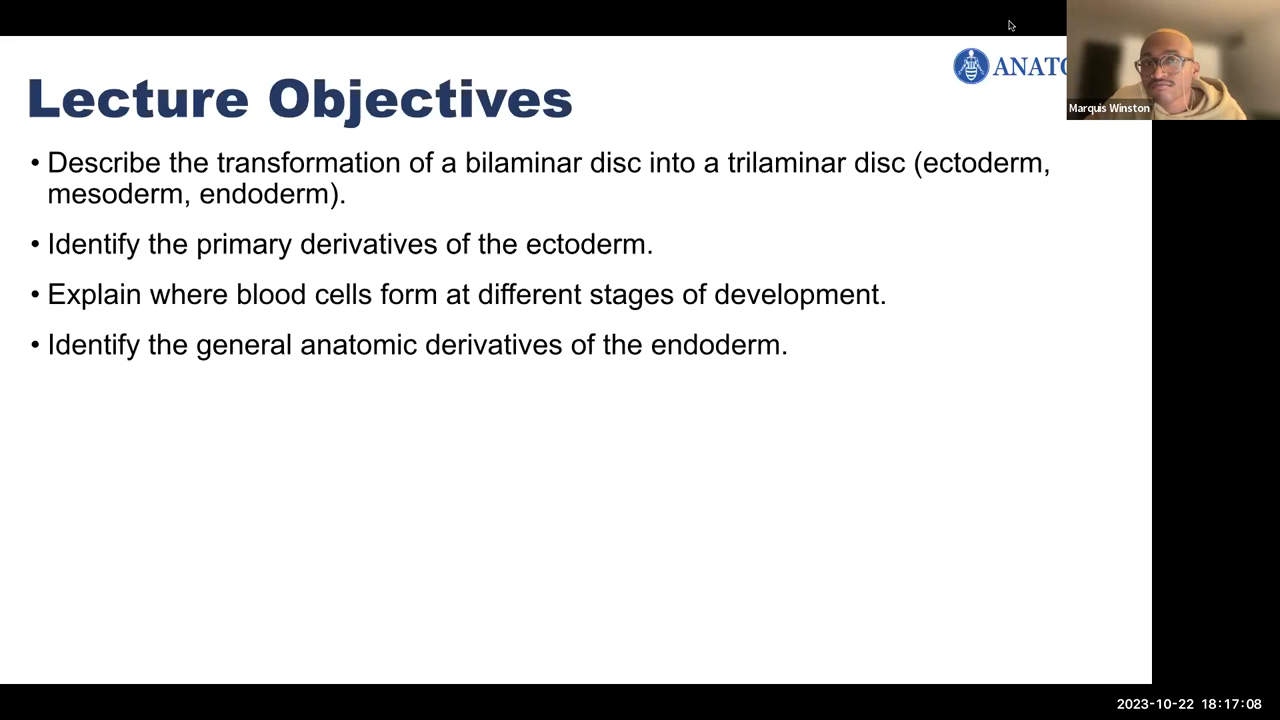 Lecture Objectives
ANATO
Marquis Winston
• Describe the transformation of a bilaminar disc into a trilaminar disc (ectoderm,
mesoderm, endoderm).
• Identify the primary derivatives of the ectoderm.
• Explain where blood cells form at different stages of development.
• Identify the general anatomic derivatives of the endoderm.
2023-10-22 18:17:08